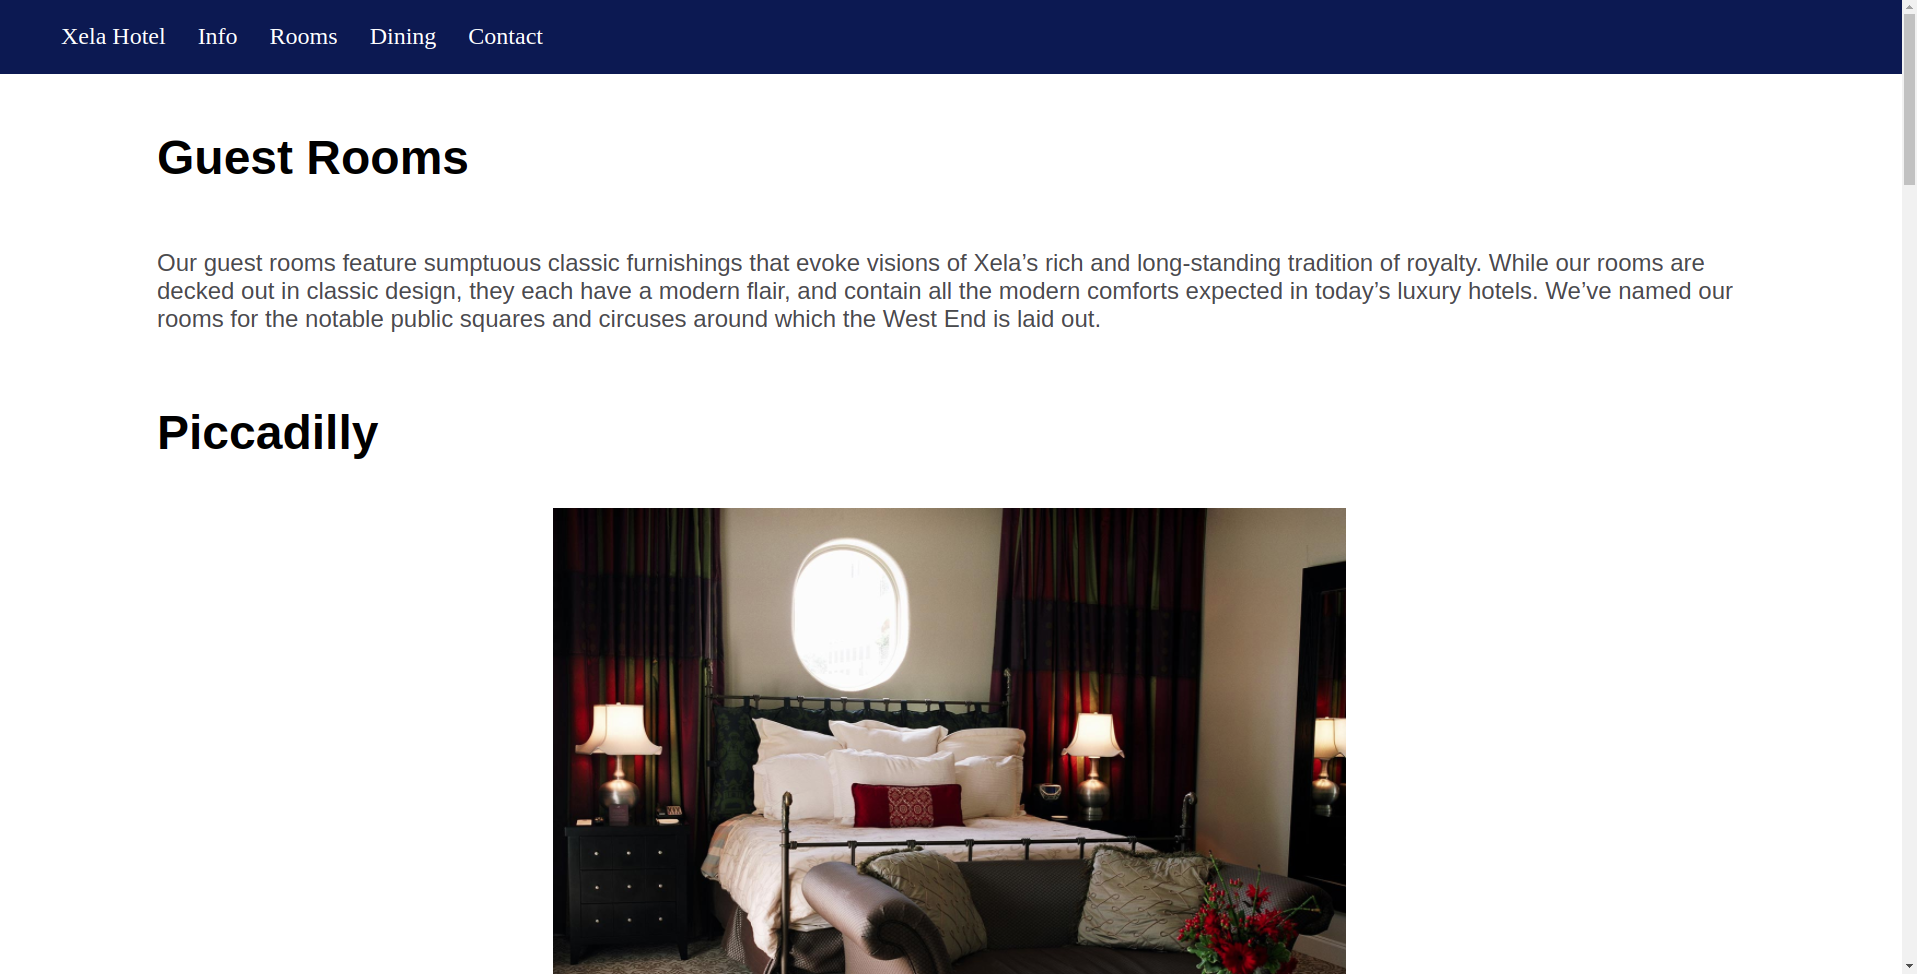 Xela Hotel Info Rooms Dining Contact
Guest Rooms
Our guest rooms feature sumptuous classic furnishings that evoke visions of Xela’s rich and long-standing tradition of royalty. While our rooms are
decked out in classic design, they each have a modern flair, and contain all the modern comforts expected in today’s luxury hotels. We’ve named our
rooms for the notable public squares and circuses around which the West End is laid out.
Piccadilly